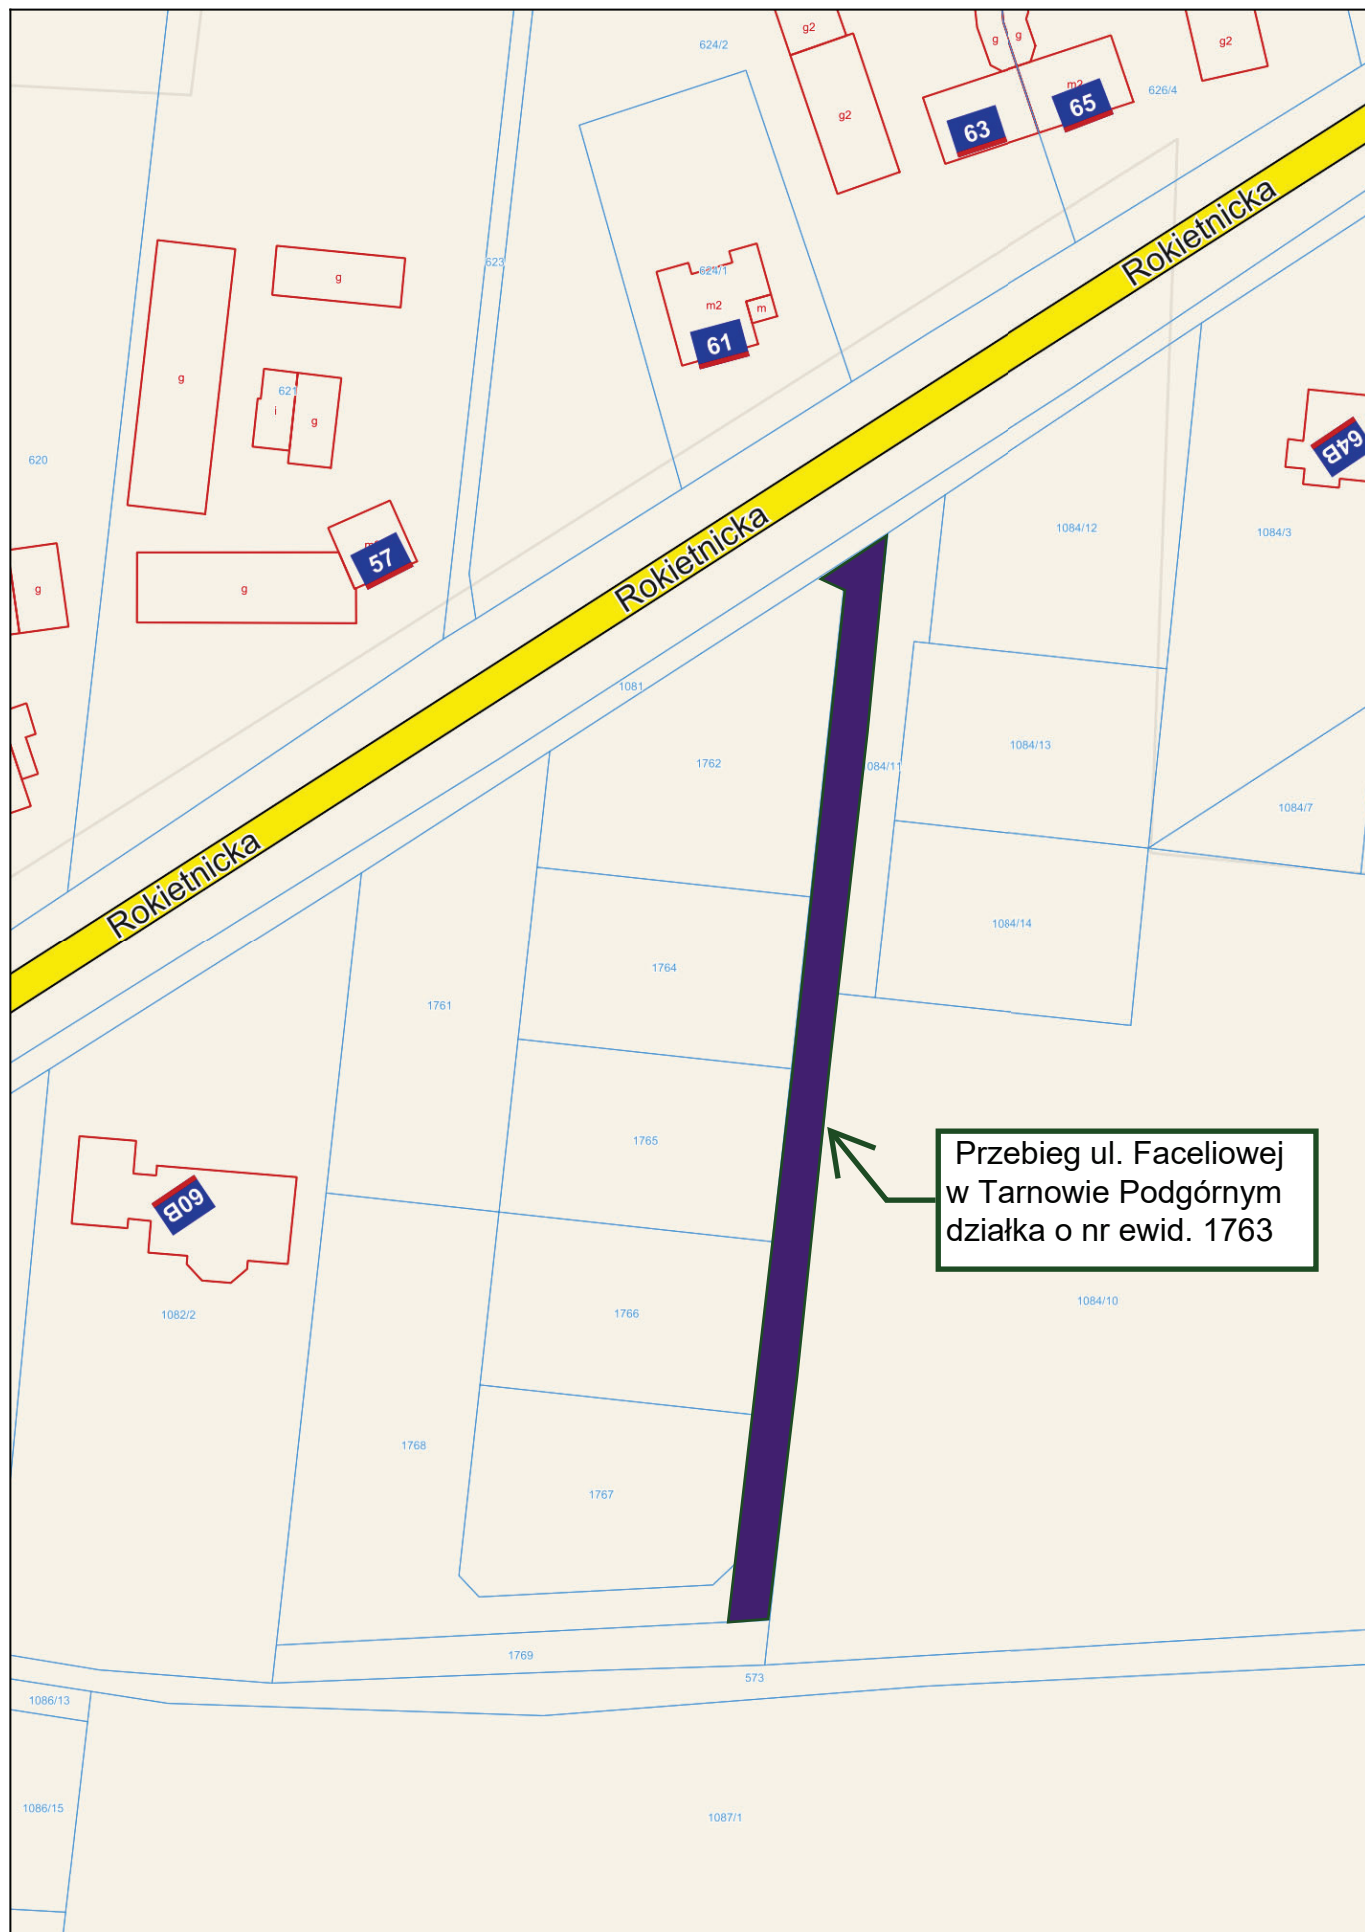 g2
624/2
g
g
g2
m2
65
626/4
63
g2
Rokietnicka
623
624/1
g
m2
m
61
g
621
i
g
64B
620
Rokietnicka
1084/12
1084/3
57
g
g
1081
1084/13
1762
084/11
1084/7
Rokietnicka
1084/14
1764
1761
1765
Przebieg ul. Faceliowej
w Tarnowie Podgórnym
działka o nr ewid. 1763
60B
1082/2
1766
1084/10
1768
1767
1769
573
1086/13
1086/15
1087/1